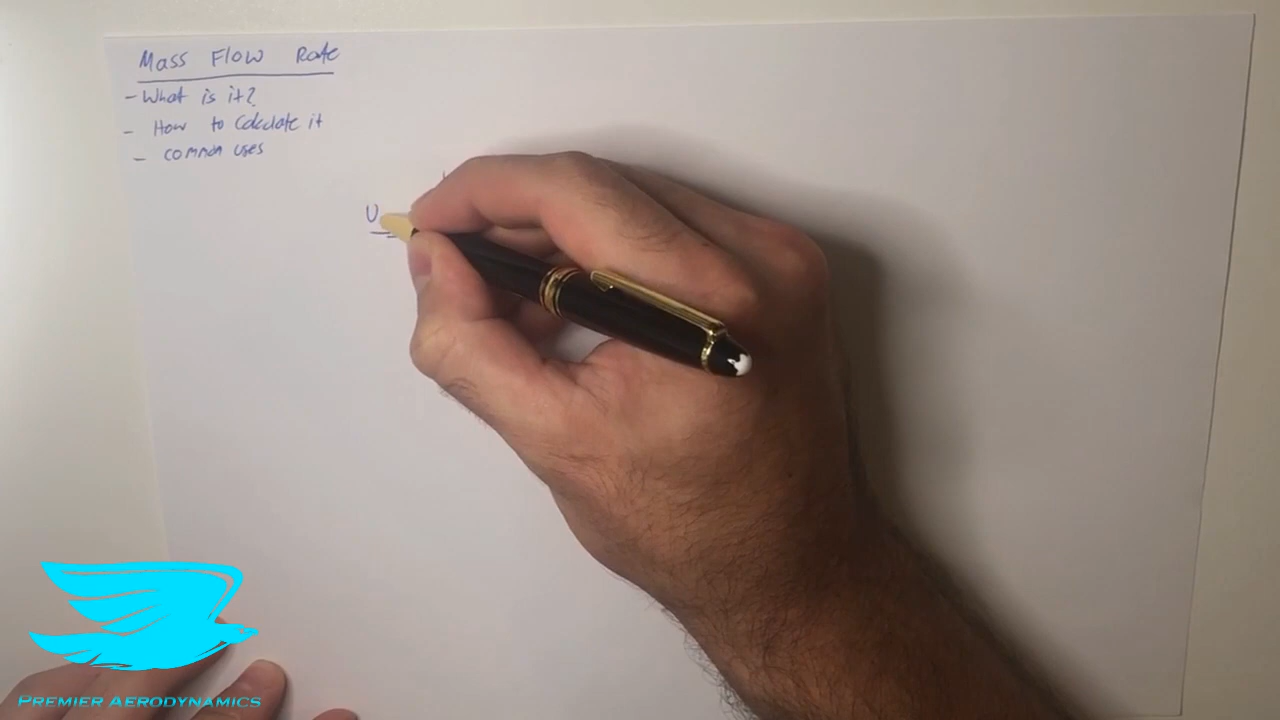 Mass Flow Rate
- What is it?
- How to calculate it
- common uses
U
PREMIER AERODYNAMICS